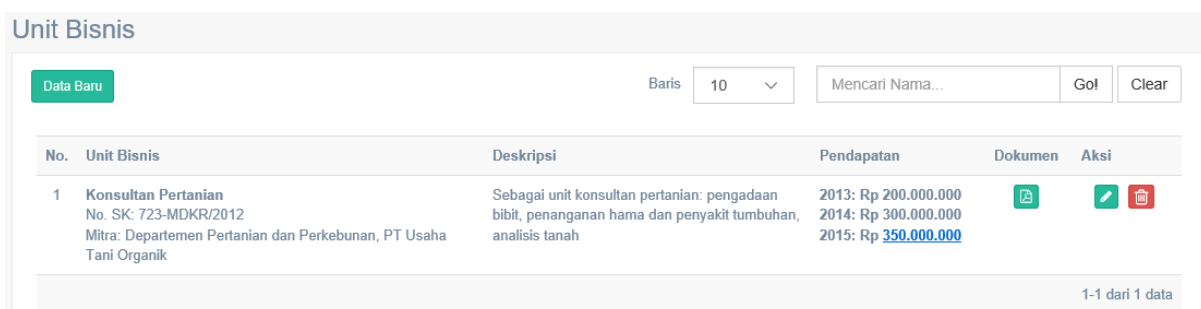 Unit Bisnis
Data Baru
Baris 10 Mencari Nama... Go! Clear
No. Unit Bisnis Deskripsi Pendapatan Dokumen Aksi
1 Konsultan Pertanian Sebagai unit konsultan pertanian: pengadaan 2013: Rp 200.000.000
No. SK: 723-MDKR/2012 bibit, penanganan hama dan penyakit tumbuhan, 2014: Rp 300.000.000
Mitra: Departemen Pertanian dan Perkebunan, PT Usaha analisis tanah 2015: Rp 350.000.000
Tani Organik
1-1 dari 1 data